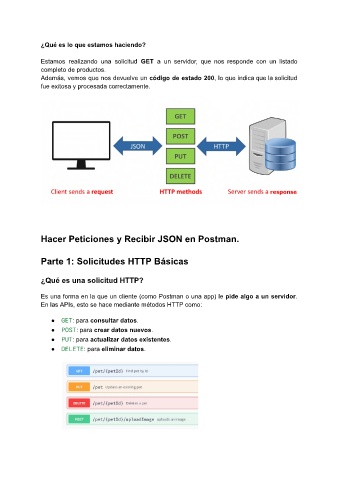 ¿Qué es lo que estamos haciendo?
Estamos realizando una solicitud GET a un servidor, que nos responde con un listado
completo de productos.
Además, vemos que nos devuelve un código de estado 200, lo que indica que la solicitud
fue exitosa y procesada correctamente.
GET
POST
JSON
HTTP
PUT
DELETE
Client sends a request
HTTP methods
Server sends a response
Hacer Peticiones y Recibir JSON en Postman.
Parte 1: Solicitudes HTTP Básicas
¿Qué es una solicitud HTTP?
Es una forma en la que un cliente (como Postman o una app) le pide algo a un servidor.
En las APIs, esto se hace mediante métodos HTTP como:
● GET: para consultar datos.
● POST: para crear datos nuevos.
● PUT: para actualizar datos existentes.
● DELETE: para eliminar datos.
GET /pet/{petId} Find pet by ID
PUT /pet Update an existing pet
DELETE /pet/{petId} Deletes a pet
POST /pet/{petId}/uploadImage uploads an image